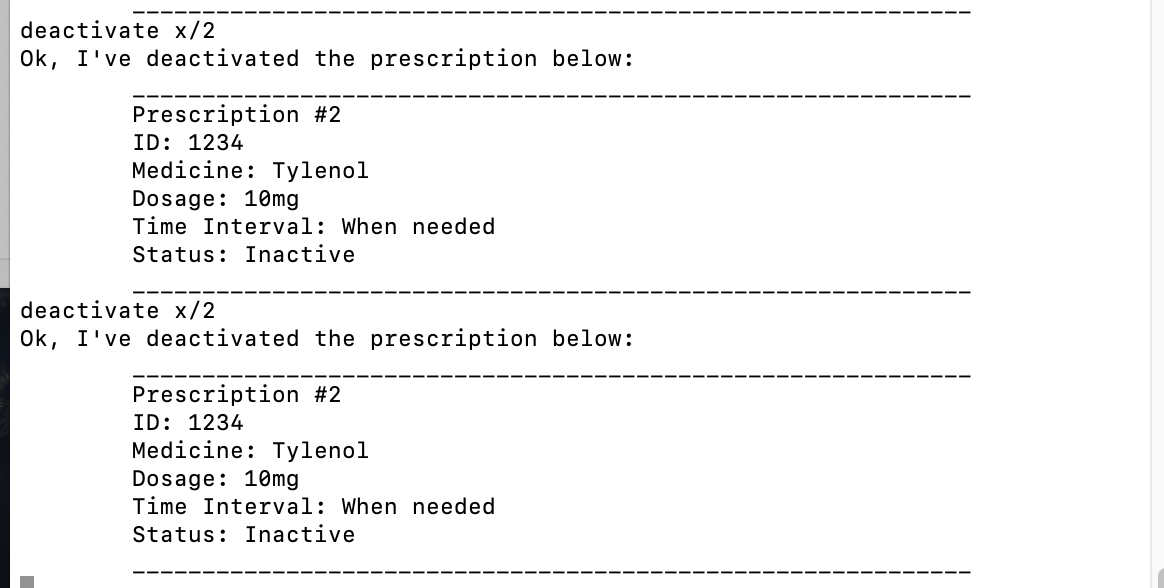 ____________________________________________________________
deactivate x/2
Ok, I've deactivated the prescription below:
____________________________________________________________
Prescription #2
ID: 1234
Medicine: Tylenol
Dosage: 10mg
Time Interval: When needed
Status: Inactive
____________________________________________________________
deactivate x/2
Ok, I've deactivated the prescription below:
____________________________________________________________
Prescription #2
ID: 1234
Medicine: Tylenol
Dosage: 10mg
Time Interval: When needed
Status: Inactive
____________________________________________________________